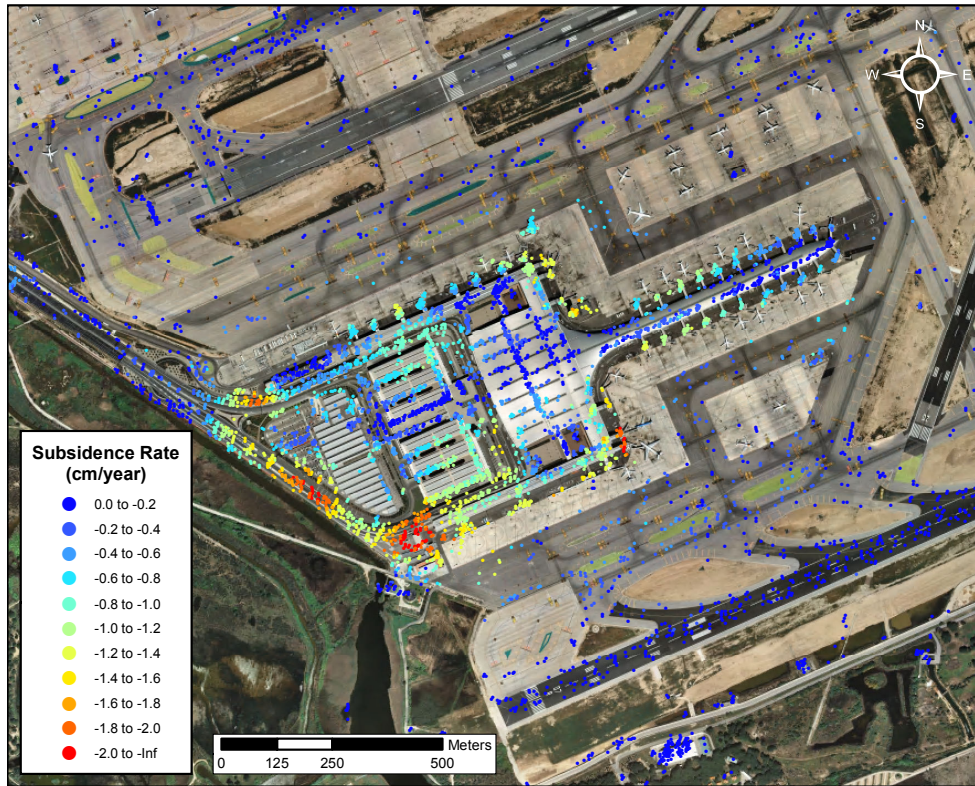 N
W E
S
Subsidence Rate
(cm/year)
0.0 to -0.2
-0.2 to -0.4
-0.4 to -0.6
-0.6 to -0.8
-0.8 to -1.0
-1.0 to -1.2
-1.2 to -1.4
-1.4 to -1.6
-1.6 to -1.8
-1.8 to -2.0
-2.0 to -Inf
Meters
0 125 250 500